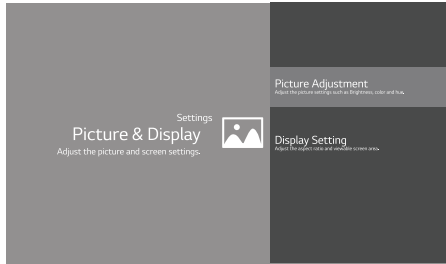 Settings
Picture & Display
Adjust the picture and screen settings.
Picture Adjustment
Adjust the picture settings such as Brightness, color and hue.
Display Setting
Adjust the aspect ratio and viewable screen area.